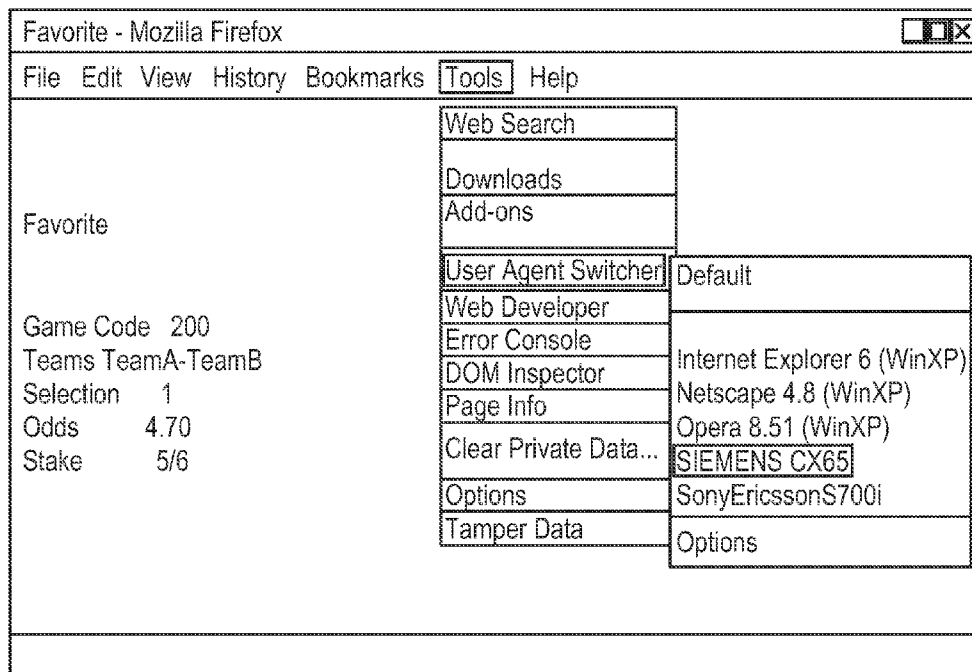 Favorite - Mozilla Firefox
File Edit View History Bookmarks Tools Help
Web Search
Downloads
Add-ons
User Agent Switcher
Web Developer
Error Console
DOM Inspector
Page Info
Clear Private Data...
Options
Tamper Data
Default
Internet Explorer 6 (WinXP)
Netscape 4.8 (WinXP)
Opera 8.51 (WinXP)
SIEMENS CX65
SonyEricssonS700i
Options
Favorite
Game Code 200
Teams TeamA-TeamB
Selection 1
Odds 4.70
Stake 5/6